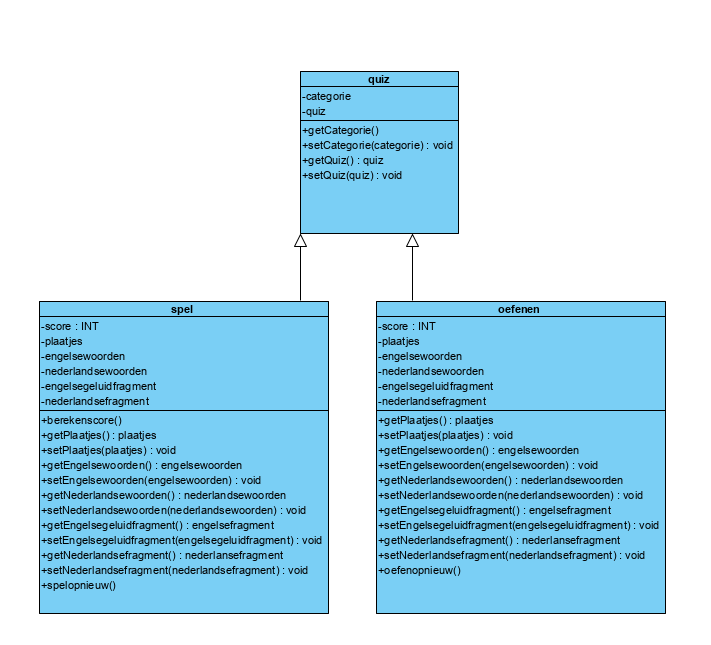 quiz
-categorie
-quiz
+getCategorie()
+setCategorie(categorie) : void
+getQuiz() : quiz
+setQuiz(quiz) : void
spel
-score : INT
-plaatjes
-engelsewoorden
-nederlandsewoorden
-engelsegeluidfragment
-nederlandsefragment
+berekenscore()
+getPlaatjes() : plaatjes
+setPlaatjes(plaatjes) : void
+getEngelsewoorden() : engelsewoorden
+setEngelsewoorden(engelsewoorden) : void
+getNederlandsewoorden() : nederlandsewoorden
+setNederlandsewoorden(nederlandsewoorden) : void
+getEngelsegeluidfragment() : engelsefragment
+setEngelsegeluidfragment(engelsegeluidfragment) : void
+getNederlandsefragment() : nederlansefragment
+setNederlandsefragment(nederlandsefragment) : void
+spelopnieuw()
oefenen
-score : INT
-plaatjes
-engelsewoorden
-nederlandsewoorden
-engelsegeluidfragment
-nederlandsefragment
+getPlaatjes() : plaatjes
+setPlaatjes(plaatjes) : void
+getEngelsewoorden() : engelsewoorden
+setEngelsewoorden(engelsewoorden) : void
+getNederlandsewoorden() : nederlandsewoorden
+setNederlandsewoorden(nederlandsewoorden) : void
+getEngelsegeluidfragment() : engelsefragment
+setEngelsegeluidfragment(engelsegeluidfragment) : void
+getNederlandsefragment() : nederlansefragment
+setNederlandsefragment(nederlandsefragment) : void
+oefenopnieuw()